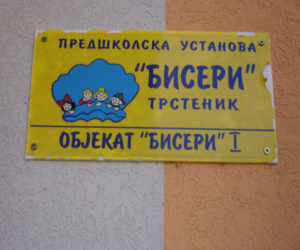 ПРЕДШКОЛСКА УСТАНОВА
"БИСЕРИ"
ТРСТЕНИК
ОБЈЕКАТ "БИСЕРИ" I